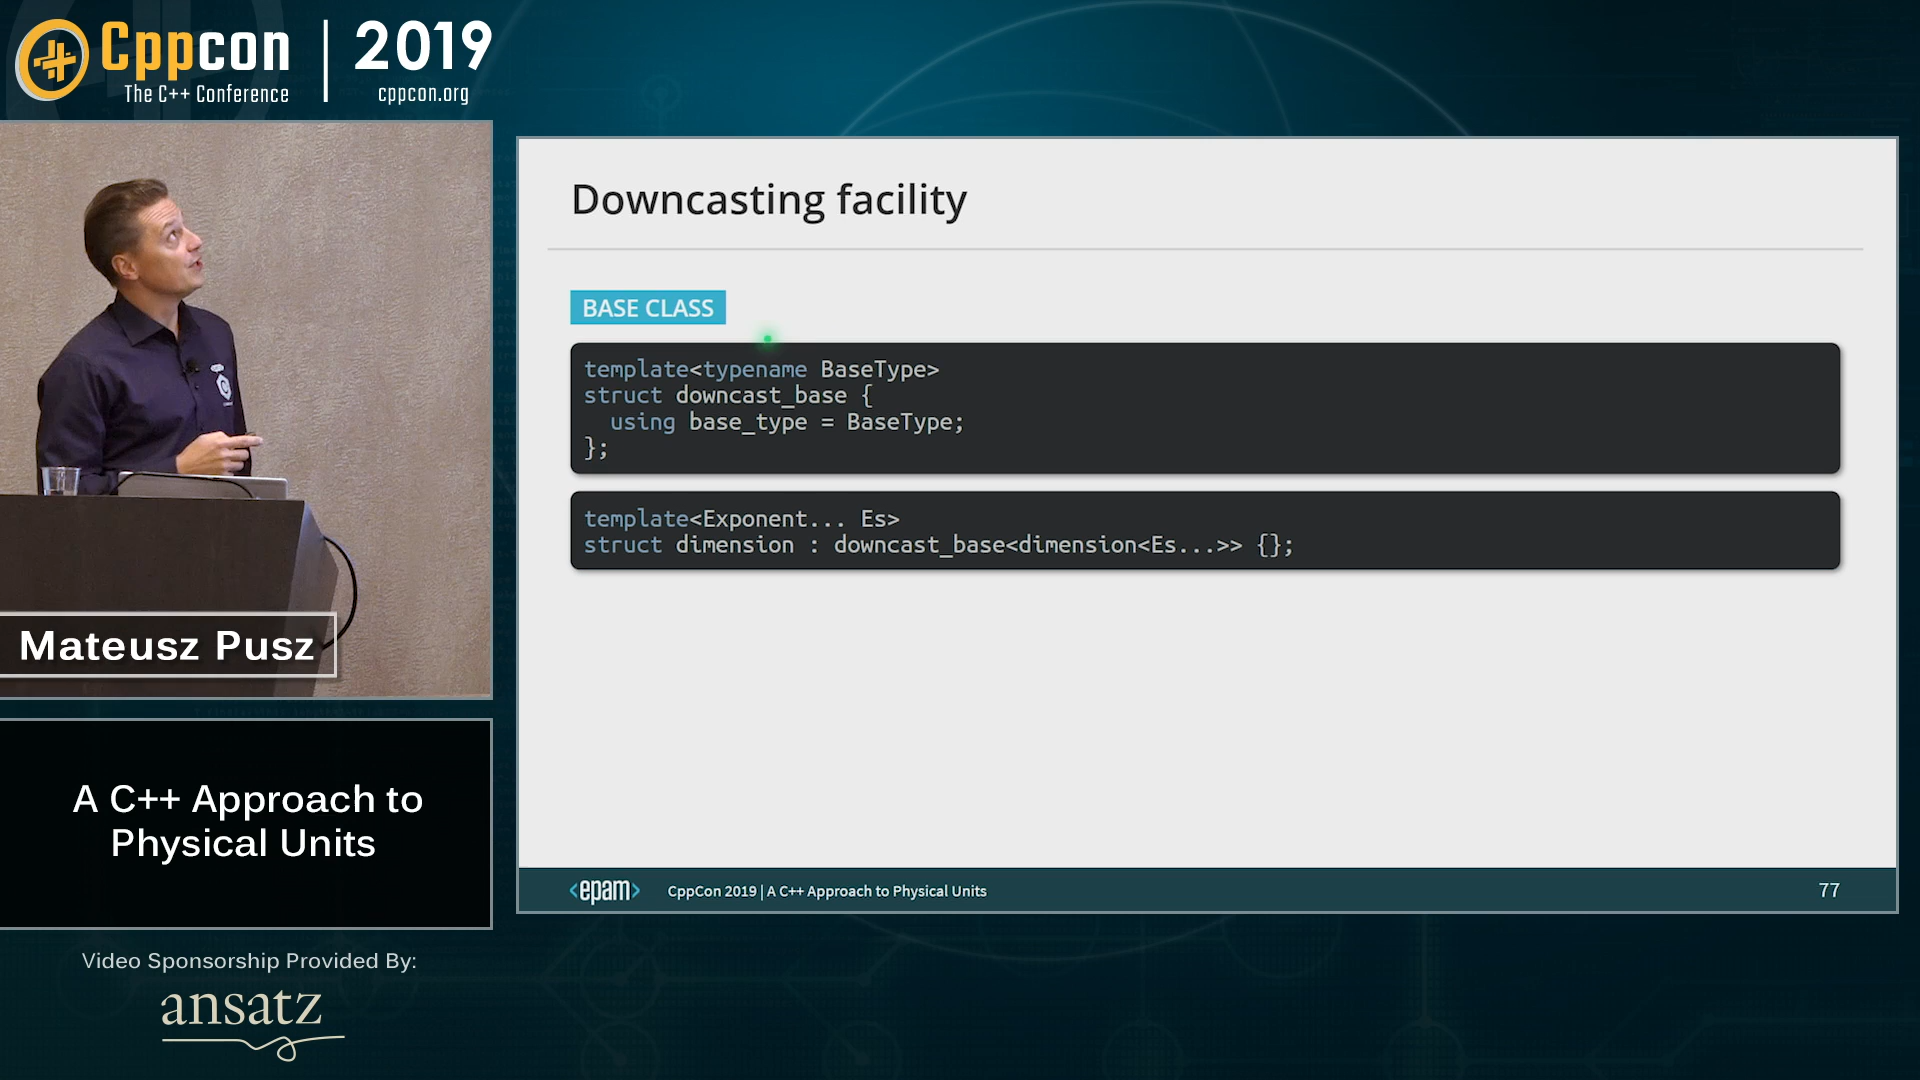 Cppcon
The C++ Conference
2019
cppcon.org
Mateusz Pusz
A C++ Approach to
Physical Units
Video Sponsorship Provided By:
ansatz
Downcasting facility
BASE CLASS
template<typename BaseType>
struct downcast_base {
  using base_type = BaseType;
};
template<Exponent... Es>
struct dimension : downcast_base<dimension<Es...>> {};
<epam>
CppCon 2019 | A C++ Approach to Physical Units
77